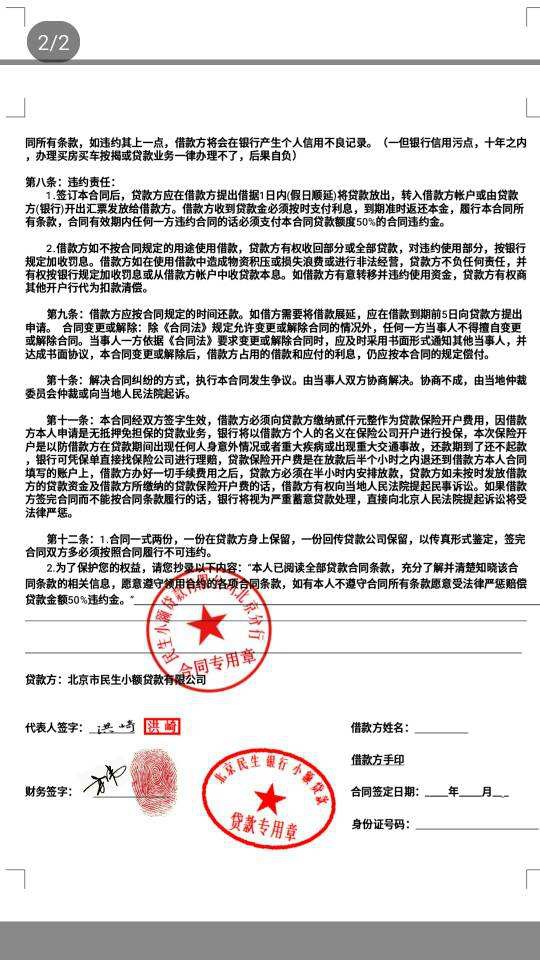 2/2
同所有条款，如违约其上一点，借款方将会在银行产生个人信用不良记录。（一但银行信用污点，十年之内
，办理买房买车按揭或贷款业务一律办理不了，后果自负）
第八条：违约责任：
1.签订本合同后，贷款方应在借款方提出借据1日内(假日顺延)将贷款放出，转入借款方帐户或由贷款
方(银行)开出汇票发放给借款方。借款方收到贷款金必须按时支付利息，到期准时返还本金，履行本合同所
有条款，合同有效期内任何一方违约合同的话必须支付本合同贷款额度50%的合同违约金。
2.借款方如不按合同规定的用途使用借款，贷款方有权收回部分或全部贷款，对违约使用部分，按银行
规定加收罚息。借款方如在使用借款中造成物资积压或损失浪费或进行非法经营，贷款方不负任何责任，并
有权按银行规定加收罚息或从借款方帐户中收贷款本息。如借款方有意转移并违约使用资金，贷款方有权商
其他开户行代为扣款清偿。
第九条：借款方应按合同规定的时间还款。如借方需要将借款展延，应在借款到期前5日向贷款方提出
申请。 合同变更或解除：除《合同法》规定允许变更或解除合同的情况外，任何一方当事人不得擅自变更
或解除合同。当事人一方依据《合同法》要求变更或解除合同时，应及时采用书面形式通知其他当事人，并
达成书面协议，本合同变更或解除后，借款方占用的借款和应付的利息，仍应按本合同的规定偿付。
第十条：解决合同纠纷的方式，执行本合同发生争议。由当事人双方协商解决。协商不成，由当地仲裁
委员会仲裁或向当地人民法院起诉。
第十一条：本合同经双方签字生效，借款方必须向贷款方缴纳贰仟元整作为贷款保险开户费用，因借款
方本人申请是无抵押免担保的贷款业务，银行将以借款方个人的名义在保险公司开户进行投保，本次保险开
户是以防借款方在贷款期间出现任何人身意外情况或者重大疾病或出现重大交通事故，还款期到了还不起款
，银行可凭保单直接找保险公司进行理赔，贷款保险开户费是在放款后半个小时之内退还到借款方本人合同
填写的账户上，借款方办好一切手续费用之后，贷款方必须在半小时内安排放款，贷款方如未按时发放借款
方的贷款资金及借款方所缴纳的贷款保险开户费的话，借款方有权向当地人民法院提起民事诉讼。如果借款
方签完合同而不能按合同条款履行的话，银行将视为严重蓄意贷款处理，直接向北京人民法院提起诉讼将受
法律严惩。
第十二条：1.合同一式两份，一份在贷款方身上保留，一份回传贷款公司保留，以传真形式鉴定，签完
合同双方多必须按照合同履行不可违约。
2.为了保护您的权益，请您抄录以下内容：“本人已阅读全部贷款合同条款，充分了解并清楚知晓该合
同条款的相关信息，愿意遵守领用合约的各项合同条款，如有本人不遵守合同所有条款愿意受法律严惩赔偿
贷款金额50%违约金。”
民生小额贷款有限公司北京分行
合同专用章
贷款方：北京市民生小额贷款有限公司
代表人签字：洪崎 洪崎
借款方姓名：
借款方手印
财务签字：
北京民生银行小额贷款
贷款专用章
合同签定日期：____年____月__
身份证号码：